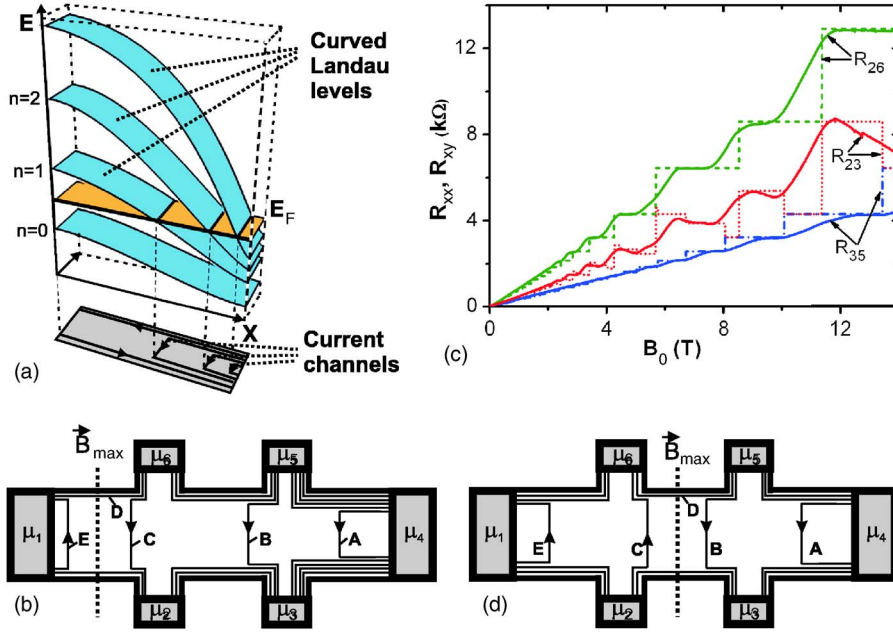 E
n=2
n=1
n=0
Curved
Landau
levels
E_F
X
Current
channels
(a)
R_xx, R_xy (kΩ)
12
8
4
0
0
4
8
12
B_0 (T)
R_26
R_23
R_35
(c)
B_max
μ_1
μ_6
μ_5
μ_4
μ_2
μ_3
D
E
C
B
A
(b)
B_max
μ_1
μ_6
μ_5
μ_4
μ_2
μ_3
D
E
C
B
A
(d)